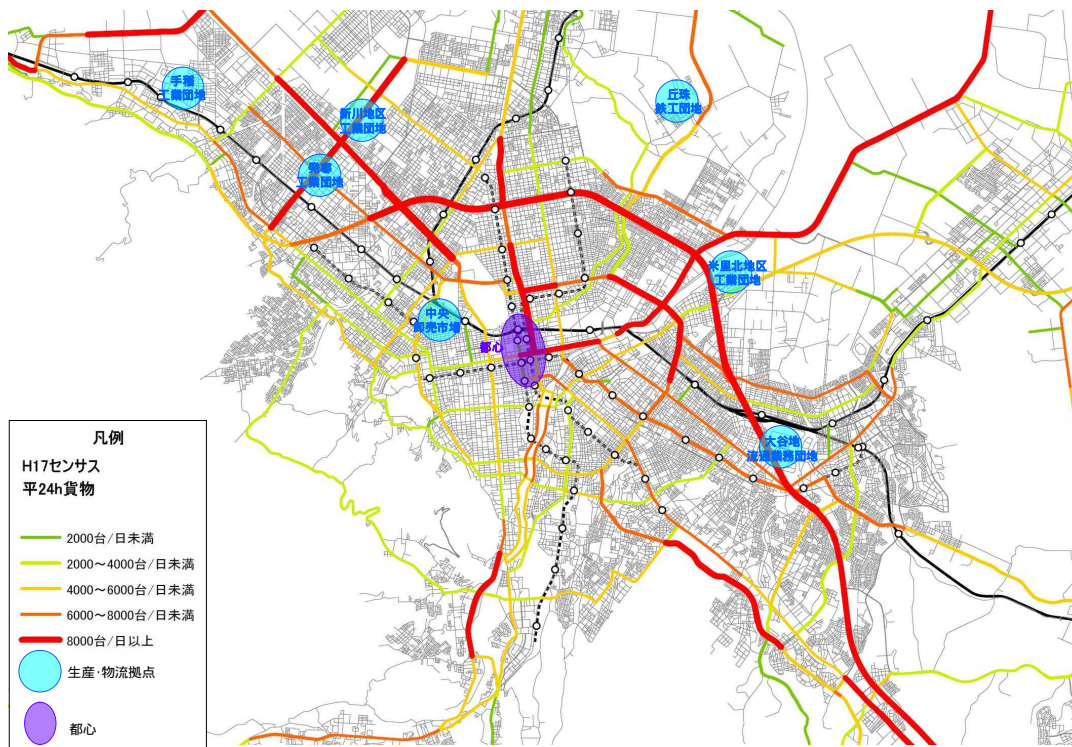 手稲
工業団地
新川地区
工業団地
発寒
工業団地
丘珠
鉄工団地
米里北地区
工業団地
中央
卸売市場
都心
大谷地
流通業務団地
凡例
H17センサス
平24h貨物
2000台/日未満
2000～4000台/日未満
4000～6000台/日未満
6000～8000台/日未満
8000台/日以上
生産・物流拠点
都心